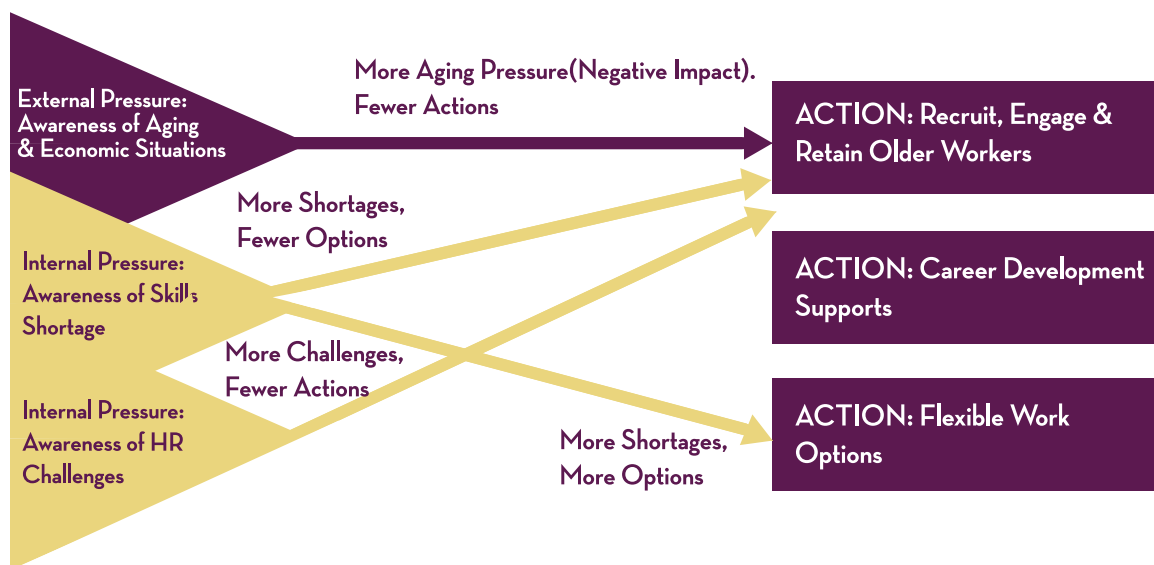 More Aging Pressure(Negative Impact).
Fewer Actions
External Pressure:
Awareness of Aging
& Economic Situations
ACTION: Recruit, Engage &
Retain Older Workers
More Shortages,
Fewer Options
Internal Pressure:
Awareness of Skills
Shortage
ACTION: Career Development
Supports
More Challenges,
Fewer Actions
Internal Pressure:
Awareness of HR
Challenges
ACTION: Flexible Work
Options
More Shortages,
More Options